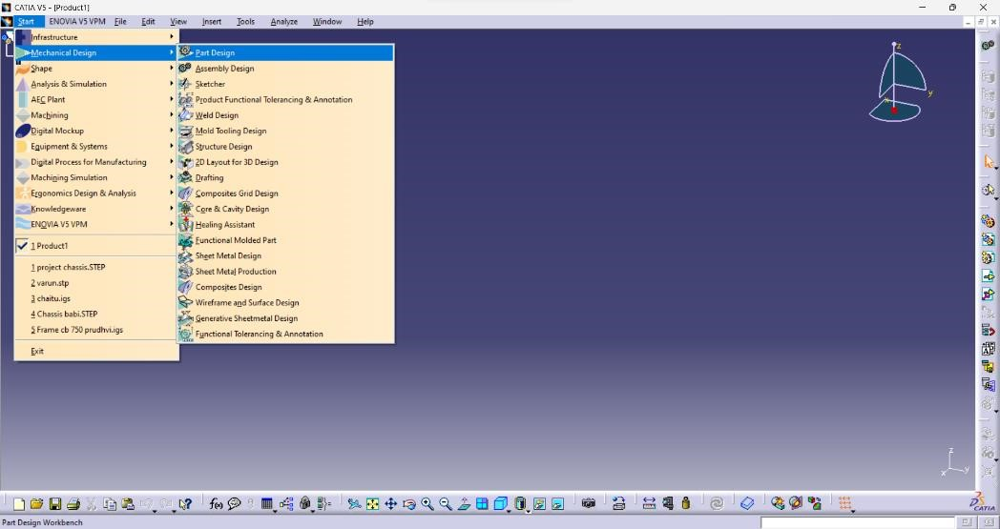 CATIA V5 - [Product1]
Start ENOVIA V5 VPM File Edit View Insert Tools Analyze Window Help
Infrastructure
Mechanical Design
Shape
Analysis & Simulation
AEC Plant
Machining
Digital Mockup
Equipment & Systems
Digital Process for Manufacturing
Machining Simulation
Ergonomics Design & Analysis
Knowledgeware
ENOVIA V5 VPM
1 Product1
1 project chassis.STEP
2 varun.stp
3 chaitu.igs
4 Chassis babi.STEP
5 Frame cb 750 prudhvi.igs
Exit
Part Design
Assembly Design
Sketcher
Product Functional Tolerancing & Annotation
Weld Design
Mold Tooling Design
Structure Design
2D Layout for 3D Design
Drafting
Composites Grid Design
Core & Cavity Design
Healing Assistant
Functional Molded Part
Sheet Metal Design
Sheet Metal Production
Composites Design
Wireframe and Surface Design
Generative Sheetmetal Design
Functional Tolerancing & Annotation
z
y
x
z
y
x
f(x)
CATIA
Part Design Workbench